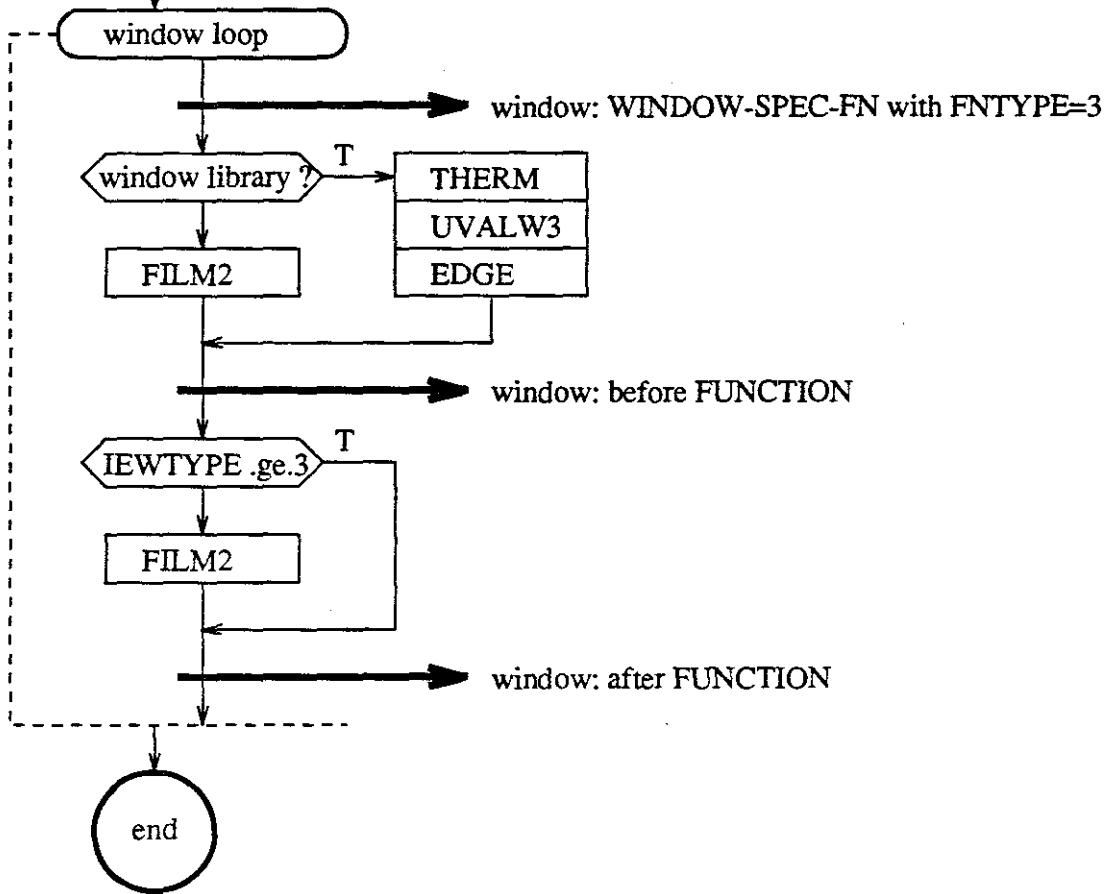 window loop
window: WINDOW-SPEC-FN with FNTYPE=3
window library ?
T
THERM
UVALW3
EDGE
FILM2
window: before FUNCTION
T
IEWTYPE .ge.3
FILM2
window: after FUNCTION
end